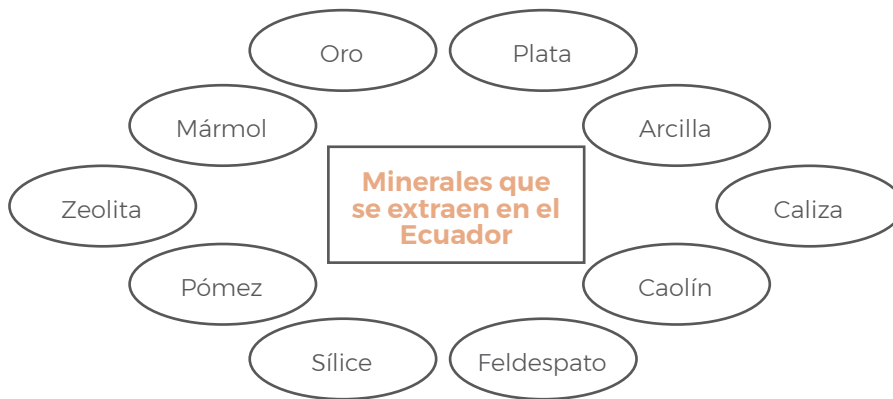 Oro
Plata
Mármol
Arcilla
Minerales que
se extraen en el
Ecuador
Zeolita
Caliza
Pómez
Caolín
Sílice
Feldespato